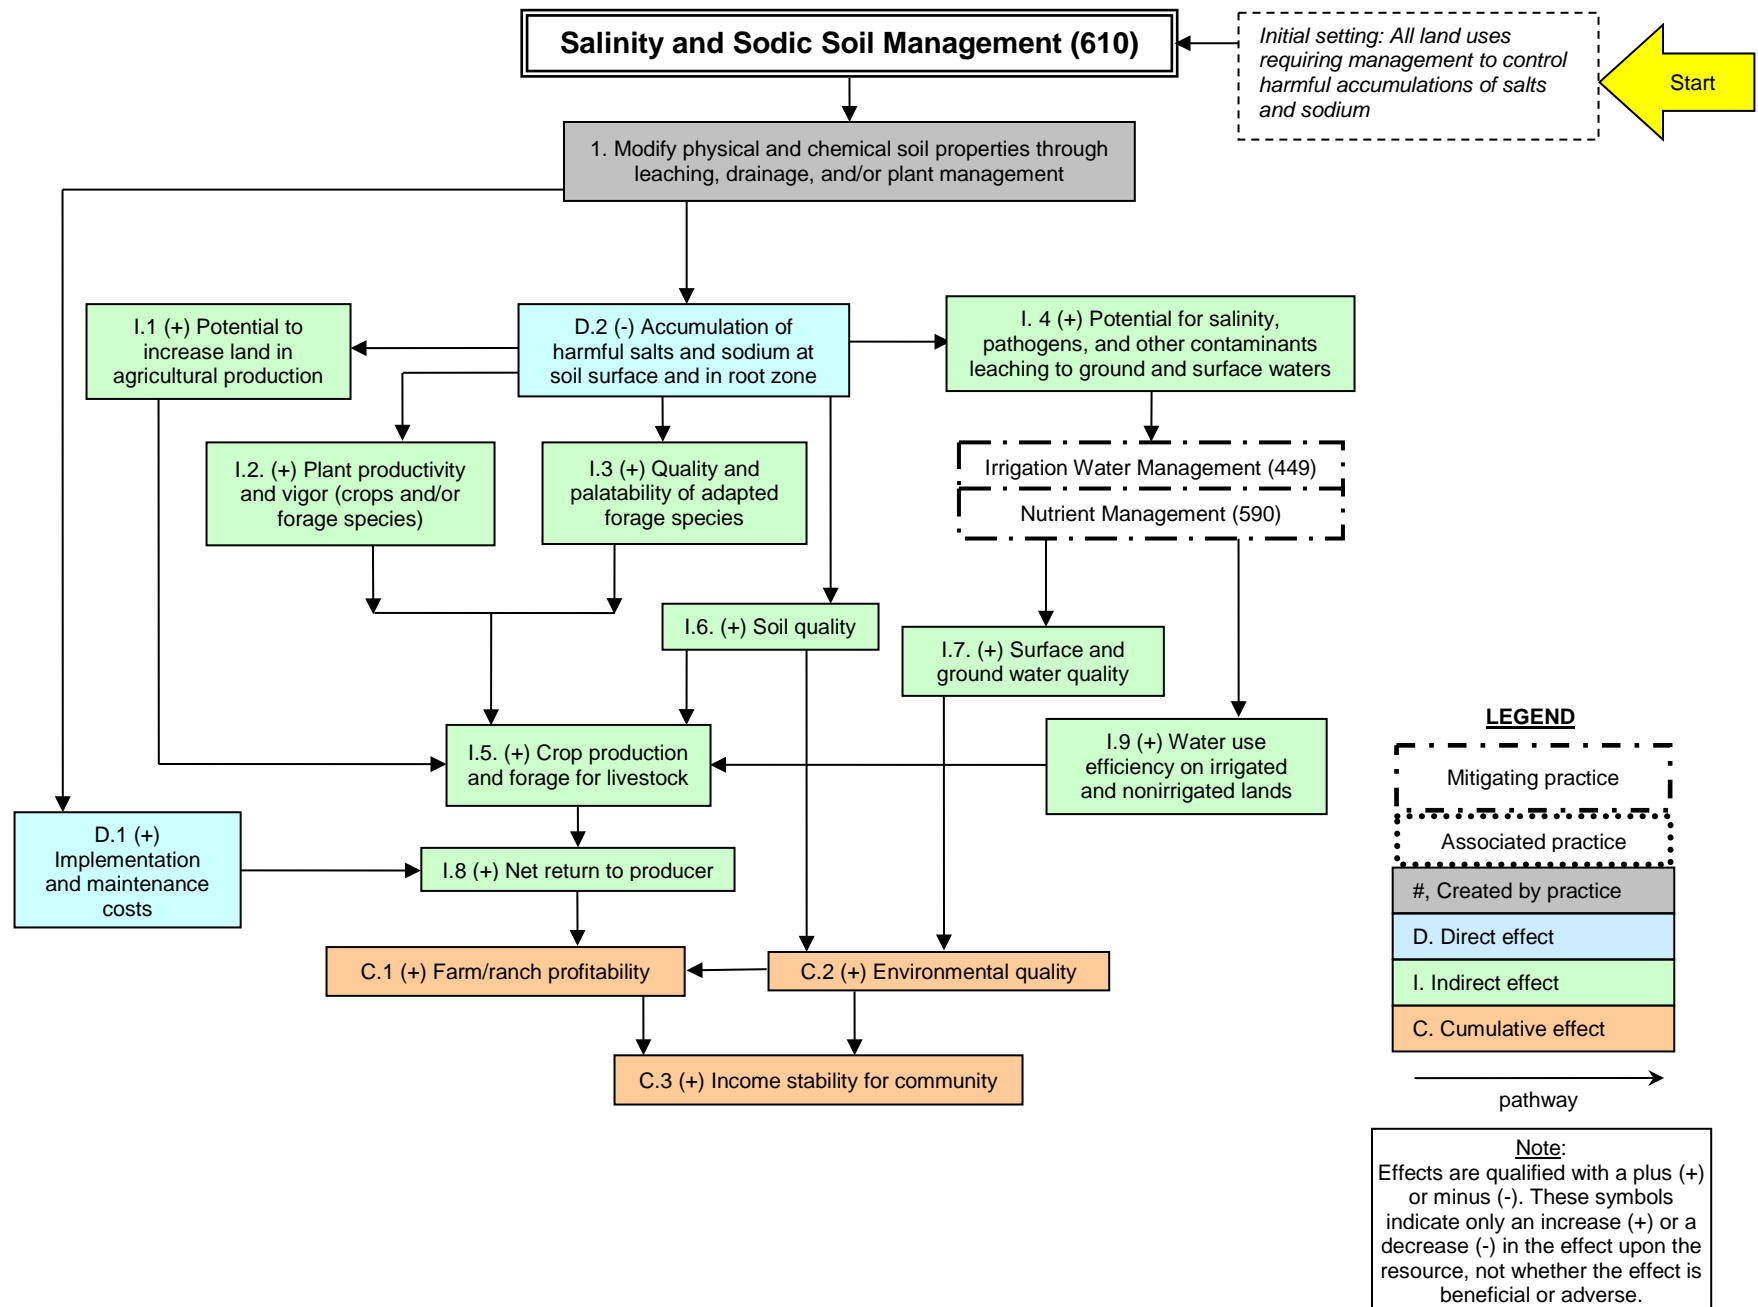 Salinity and Sodic Soil Management (610)
Initial setting: All land uses
requiring management to control
harmful accumulations of salts
and sodium
Start
1. Modify physical and chemical soil properties through
leaching, drainage, and/or plant management
I.1 (+) Potential to
increase land in
agricultural production
D.2 (-) Accumulation of
harmful salts and sodium at
soil surface and in root zone
I. 4 (+) Potential for salinity,
pathogens, and other contaminants
leaching to ground and surface waters
I.2. (+) Plant productivity
and vigor (crops and/or
forage species)
I.3 (+) Quality and
palatability of adapted
forage species
Irrigation Water Management (449)
Nutrient Management (590)
I.6. (+) Soil quality
I.7. (+) Surface and
ground water quality
I.5. (+) Crop production
and forage for livestock
I.9 (+) Water use
efficiency on irrigated
and nonirrigated lands
D.1 (+)
Implementation
and maintenance
costs
I.8 (+) Net return to producer
C.1 (+) Farm/ranch profitability
C.2 (+) Environmental quality
C.3 (+) Income stability for community
LEGEND
Mitigating practice
Associated practice
#, Created by practice
D. Direct effect
I. Indirect effect
C. Cumulative effect
pathway
Note:
Effects are qualified with a plus (+)
or minus (-). These symbols
indicate only an increase (+) or a
decrease (-) in the effect upon the
resource, not whether the effect is
beneficial or adverse.